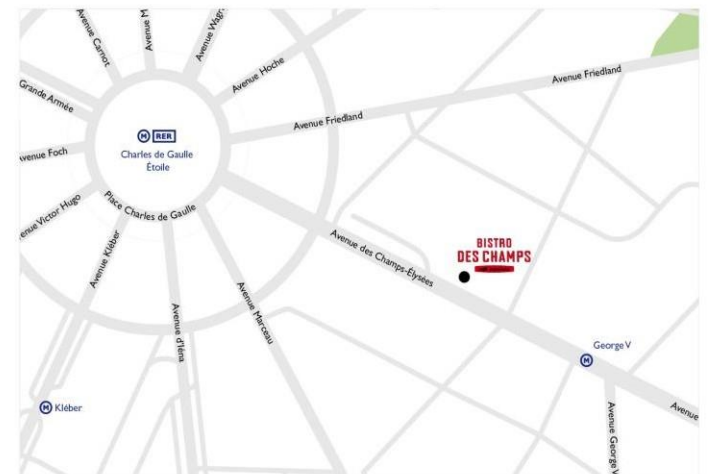 Avenue Carnot
Avenue M
Avenue Wagr
Avenue Hoche
Grande Armée
Avenue Friedland
Avenue Friedland
M RER
Charles de Gaulle
Étoile
venue Foch
Place Charles de Gaulle
enue Victor Hugo
Avenue Kléber
Avenue d'Iéna
Avenue Marceau
Avenue des Champs-Élysées
BISTRO
DES CHAMPS
George V
M
M Kléber
Avenue George V
Avenue